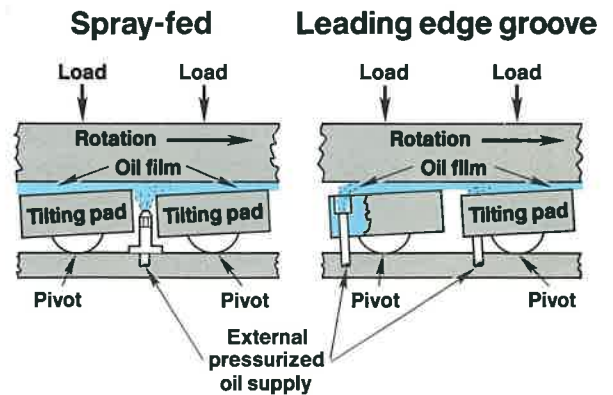 Spray-fed
Leading edge groove
Load
Load
Load
Load
Rotation
Rotation
Oil film
Oil film
Tilting pad
Tilting pad
Tilting pad
Pivot
Pivot
Pivot
Pivot
External
pressurized
oil supply